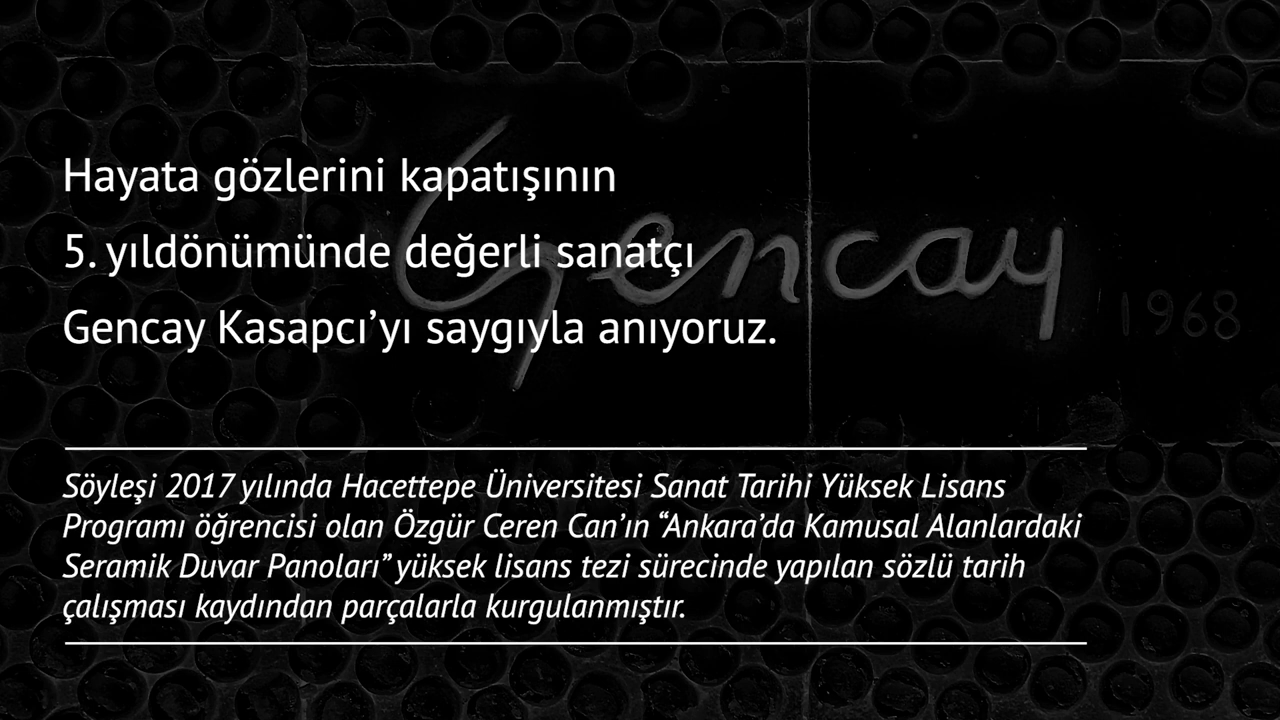 Hayata gözlerini kapatışının
5. yıldönümünde değerli sanatçı
Gencay Kasapcı’yı saygıyla anıyoruz.
Gencay
1968
Söyleşi 2017 yılında Hacettepe Üniversitesi Sanat Tarihi Yüksek Lisans
Programı öğrencisi olan Özgür Ceren Can’ın “Ankara’da Kamusal Alanlardaki
Seramik Duvar Panoları” yüksek lisans tezi sürecinde yapılan sözlü tarih
çalışması kaydından parçalarla kurgulanmıştır.